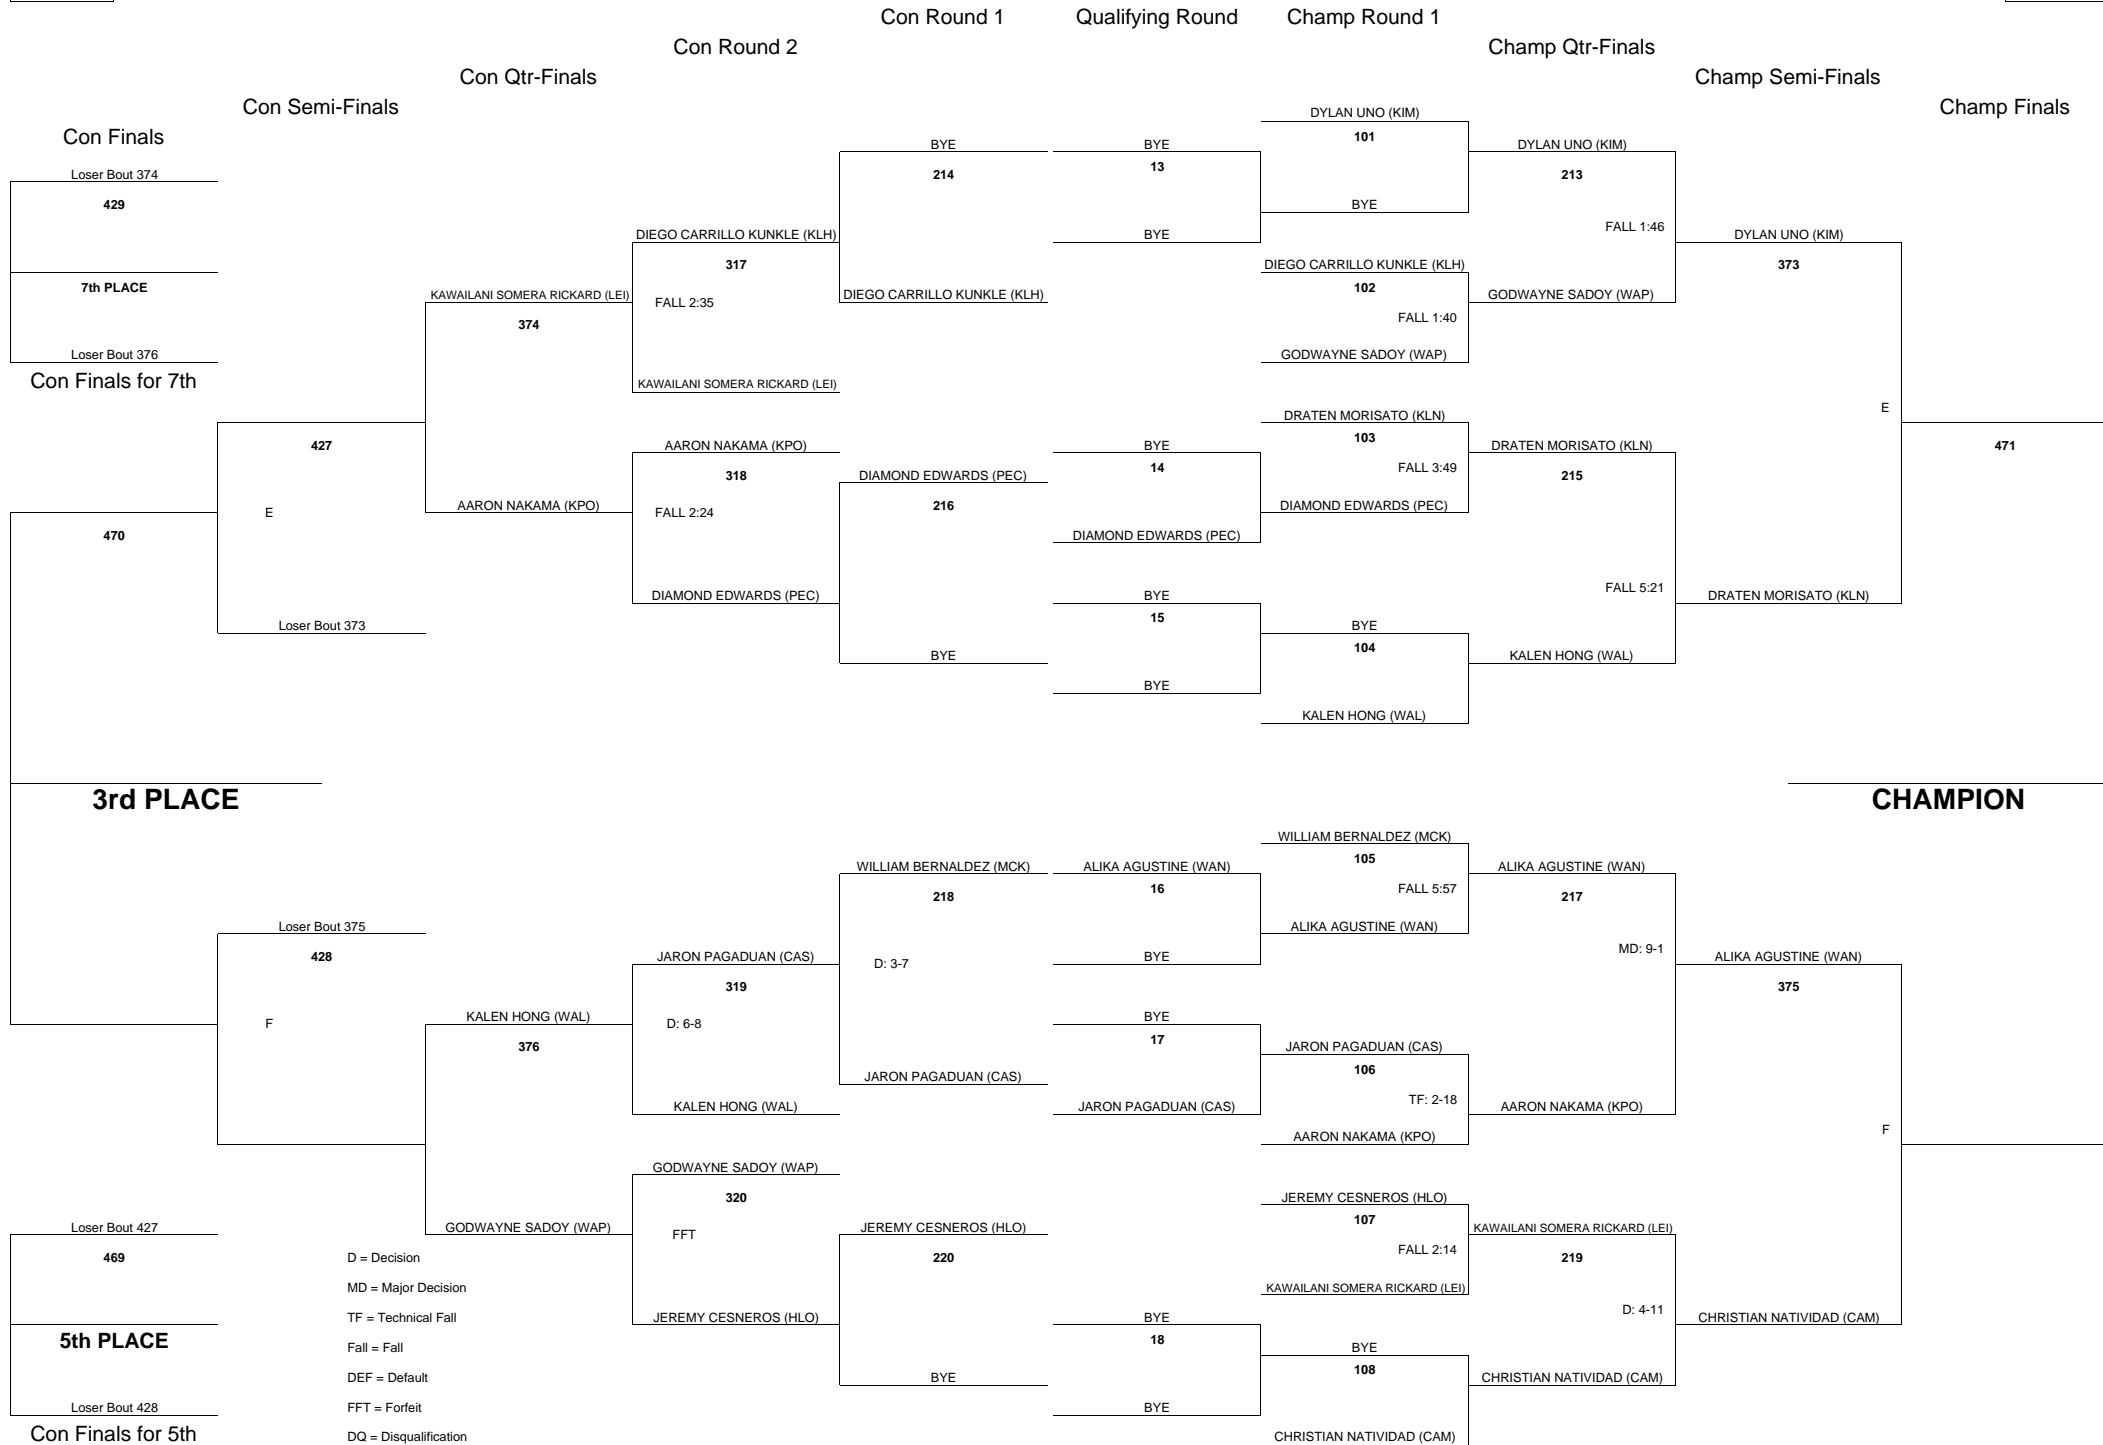 Con Round 1 Qualifying Round Champ Round 1
Con Round 2 Champ Qtr-Finals
Con Qtr-Finals Champ Semi-Finals
Con Semi-Finals Champ Finals
DYLAN UNO (KIM)
Con Finals 101
BYE BYE DYLAN UNO (KIM)
Loser Bout 374 214 13 213
429 BYE
DIEGO CARRILLO KUNKLE (KLH) BYE FALL 1:46 DYLAN UNO (KIM)
317 DIEGO CARRILLO KUNKLE (KLH) 373
7th PLACE KAWAILANI SOMERA RICKARD (LEI) FALL 2:35 DIEGO CARRILLO KUNKLE (KLH) 102 GODWAYNE SADOY (WAP)
374 FALL 1:40
Loser Bout 376 GODWAYNE SADOY (WAP)
Con Finals for 7th KAWAILANI SOMERA RICKARD (LEI)
DRATEN MORISATO (KLN) E
427 AARON NAKAMA (KPO) BYE 103 DRATEN MORISATO (KLN) 471
318 DIAMOND EDWARDS (PEC) 14 FALL 3:49 215
E AARON NAKAMA (KPO) FALL 2:24 216 DIAMOND EDWARDS (PEC)
470 DIAMOND EDWARDS (PEC)
DIAMOND EDWARDS (PEC) BYE FALL 5:21 DRATEN MORISATO (KLN)
Loser Bout 373 15 BYE
BYE 104 KALEN HONG (WAL)
BYE
KALEN HONG (WAL)
3rd PLACE CHAMPION
WILLIAM BERNALDEZ (MCK)
WILLIAM BERNALDEZ (MCK) ALIKA AGUSTINE (WAN) 105 ALIKA AGUSTINE (WAN)
218 16 FALL 5:57 217
Loser Bout 375 ALIKA AGUSTINE (WAN)
428 JARON PAGADUAN (CAS) D: 3-7 BYE MD: 9-1 ALIKA AGUSTINE (WAN)
319 375
F KALEN HONG (WAL) D: 6-8 BYE
376 17 JARON PAGADUAN (CAS)
JARON PAGADUAN (CAS) 106
KALEN HONG (WAL) JARON PAGADUAN (CAS) TF: 2-18 AARON NAKAMA (KPO)
AARON NAKAMA (KPO) F
GODWAYNE SADOY (WAP)
320 JEREMY CESNEROS (HLO)
Loser Bout 427 GODWAYNE SADOY (WAP) FFT JEREMY CESNEROS (HLO) 107 KAWAILANI SOMERA RICKARD (LEI)
469 D = Decision 220 FALL 2:14 219
MD = Major Decision KAWAILANI SOMERA RICKARD (LEI)
TF = Technical Fall JEREMY CESNEROS (HLO) BYE D: 4-11 CHRISTIAN NATIVIDAD (CAM)
5th PLACE Fall = Fall 18 BYE
DEF = Default BYE 108 CHRISTIAN NATIVIDAD (CAM)
Loser Bout 428 FFT = Forfeit BYE
Con Finals for 5th DQ = Disqualification CHRISTIAN NATIVIDAD (CAM)